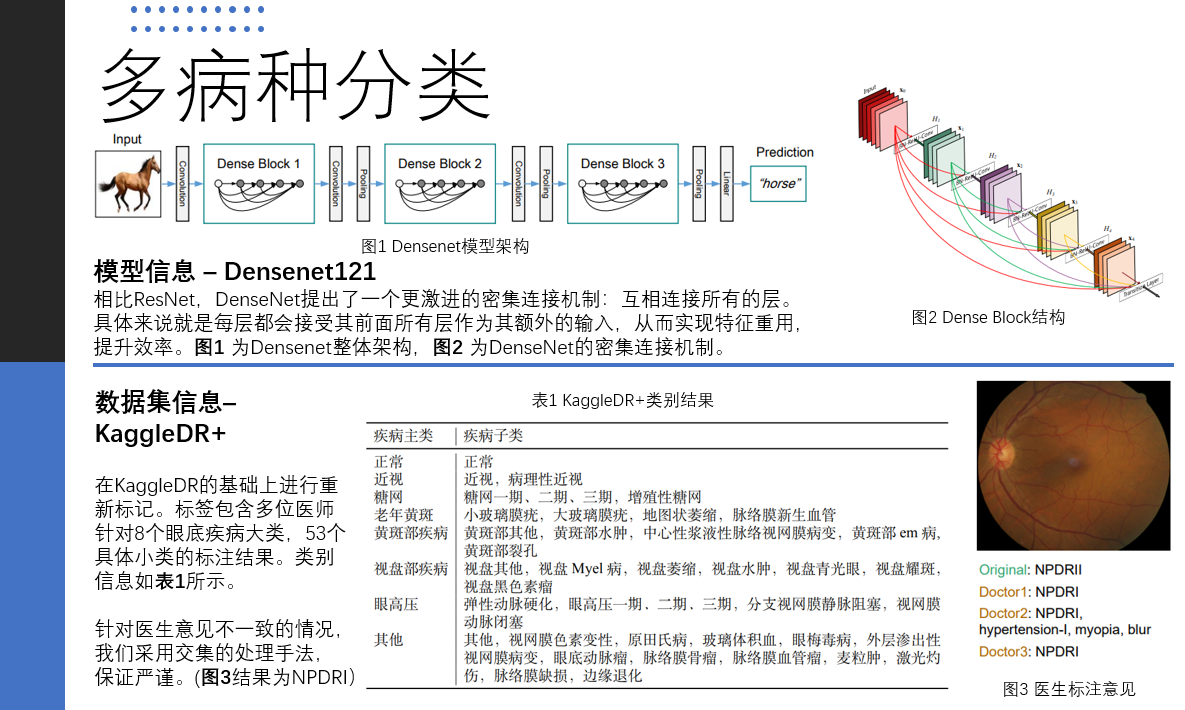 多病种分类
Input
Convolution
Dense Block 1
Convolution
Pooling
Dense Block 2
Convolution
Pooling
Dense Block 3
Pooling
Linear
Prediction
"horse"
图1 Densenet模型架构
Input
x0
H1
BN-ReLU-Conv
x1
H2
BN-ReLU-Conv
x2
H3
BN-ReLU-Conv
x3
H4
BN-ReLU-Conv
x4
Transition Layer
图2 Dense Block结构
模型信息 – Densenet121
相比ResNet，DenseNet提出了一个更激进的密集连接机制：互相连接所有的层。
具体来说就是每层都会接受其前面所有层作为其额外的输入，从而实现特征重用，
提升效率。图1 为Densenet整体架构，图2 为DenseNet的密集连接机制。
数据集信息–
KaggleDR+
在KaggleDR的基础上进行重
新标记。标签包含多位医师
针对8个眼底疾病大类，53个
具体小类的标注结果。类别
信息如表1所示。
针对医生意见不一致的情况，
我们采用交集的处理手法，
保证严谨。(图3结果为NPDRI）
表1 KaggleDR+类别结果
疾病主类 疾病子类
正常 正常
近视 近视，病理性近视
糖网 糖网一期、二期、三期，增殖性糖网
老年黄斑 小玻璃膜疣，大玻璃膜疣，地图状萎缩，脉络膜新生血管
黄斑部疾病 黄斑部其他，黄斑部水肿，中心性浆液性脉络视网膜病变，黄斑部 em 病，
黄斑部裂孔
视盘部疾病 视盘其他，视盘 Myel 病，视盘萎缩，视盘水肿，视盘青光眼，视盘耀斑，
视盘黑色素瘤
眼高压 弹性动脉硬化，眼高压一期、二期、三期，分支视网膜静脉阻塞，视网膜
动脉闭塞
其他 其他，视网膜色素变性，原田氏病，玻璃体积血，眼梅毒病，外层渗出性
视网膜病变，眼底动脉瘤，脉络膜骨瘤，脉络膜血管瘤，麦粒肿，激光灼
伤，脉络膜缺损，边缘退化
Original: NPDRII
Doctor1: NPDRI
Doctor2: NPDRI,
hypertension-I, myopia, blur
Doctor3: NPDRI
图3 医生标注意见